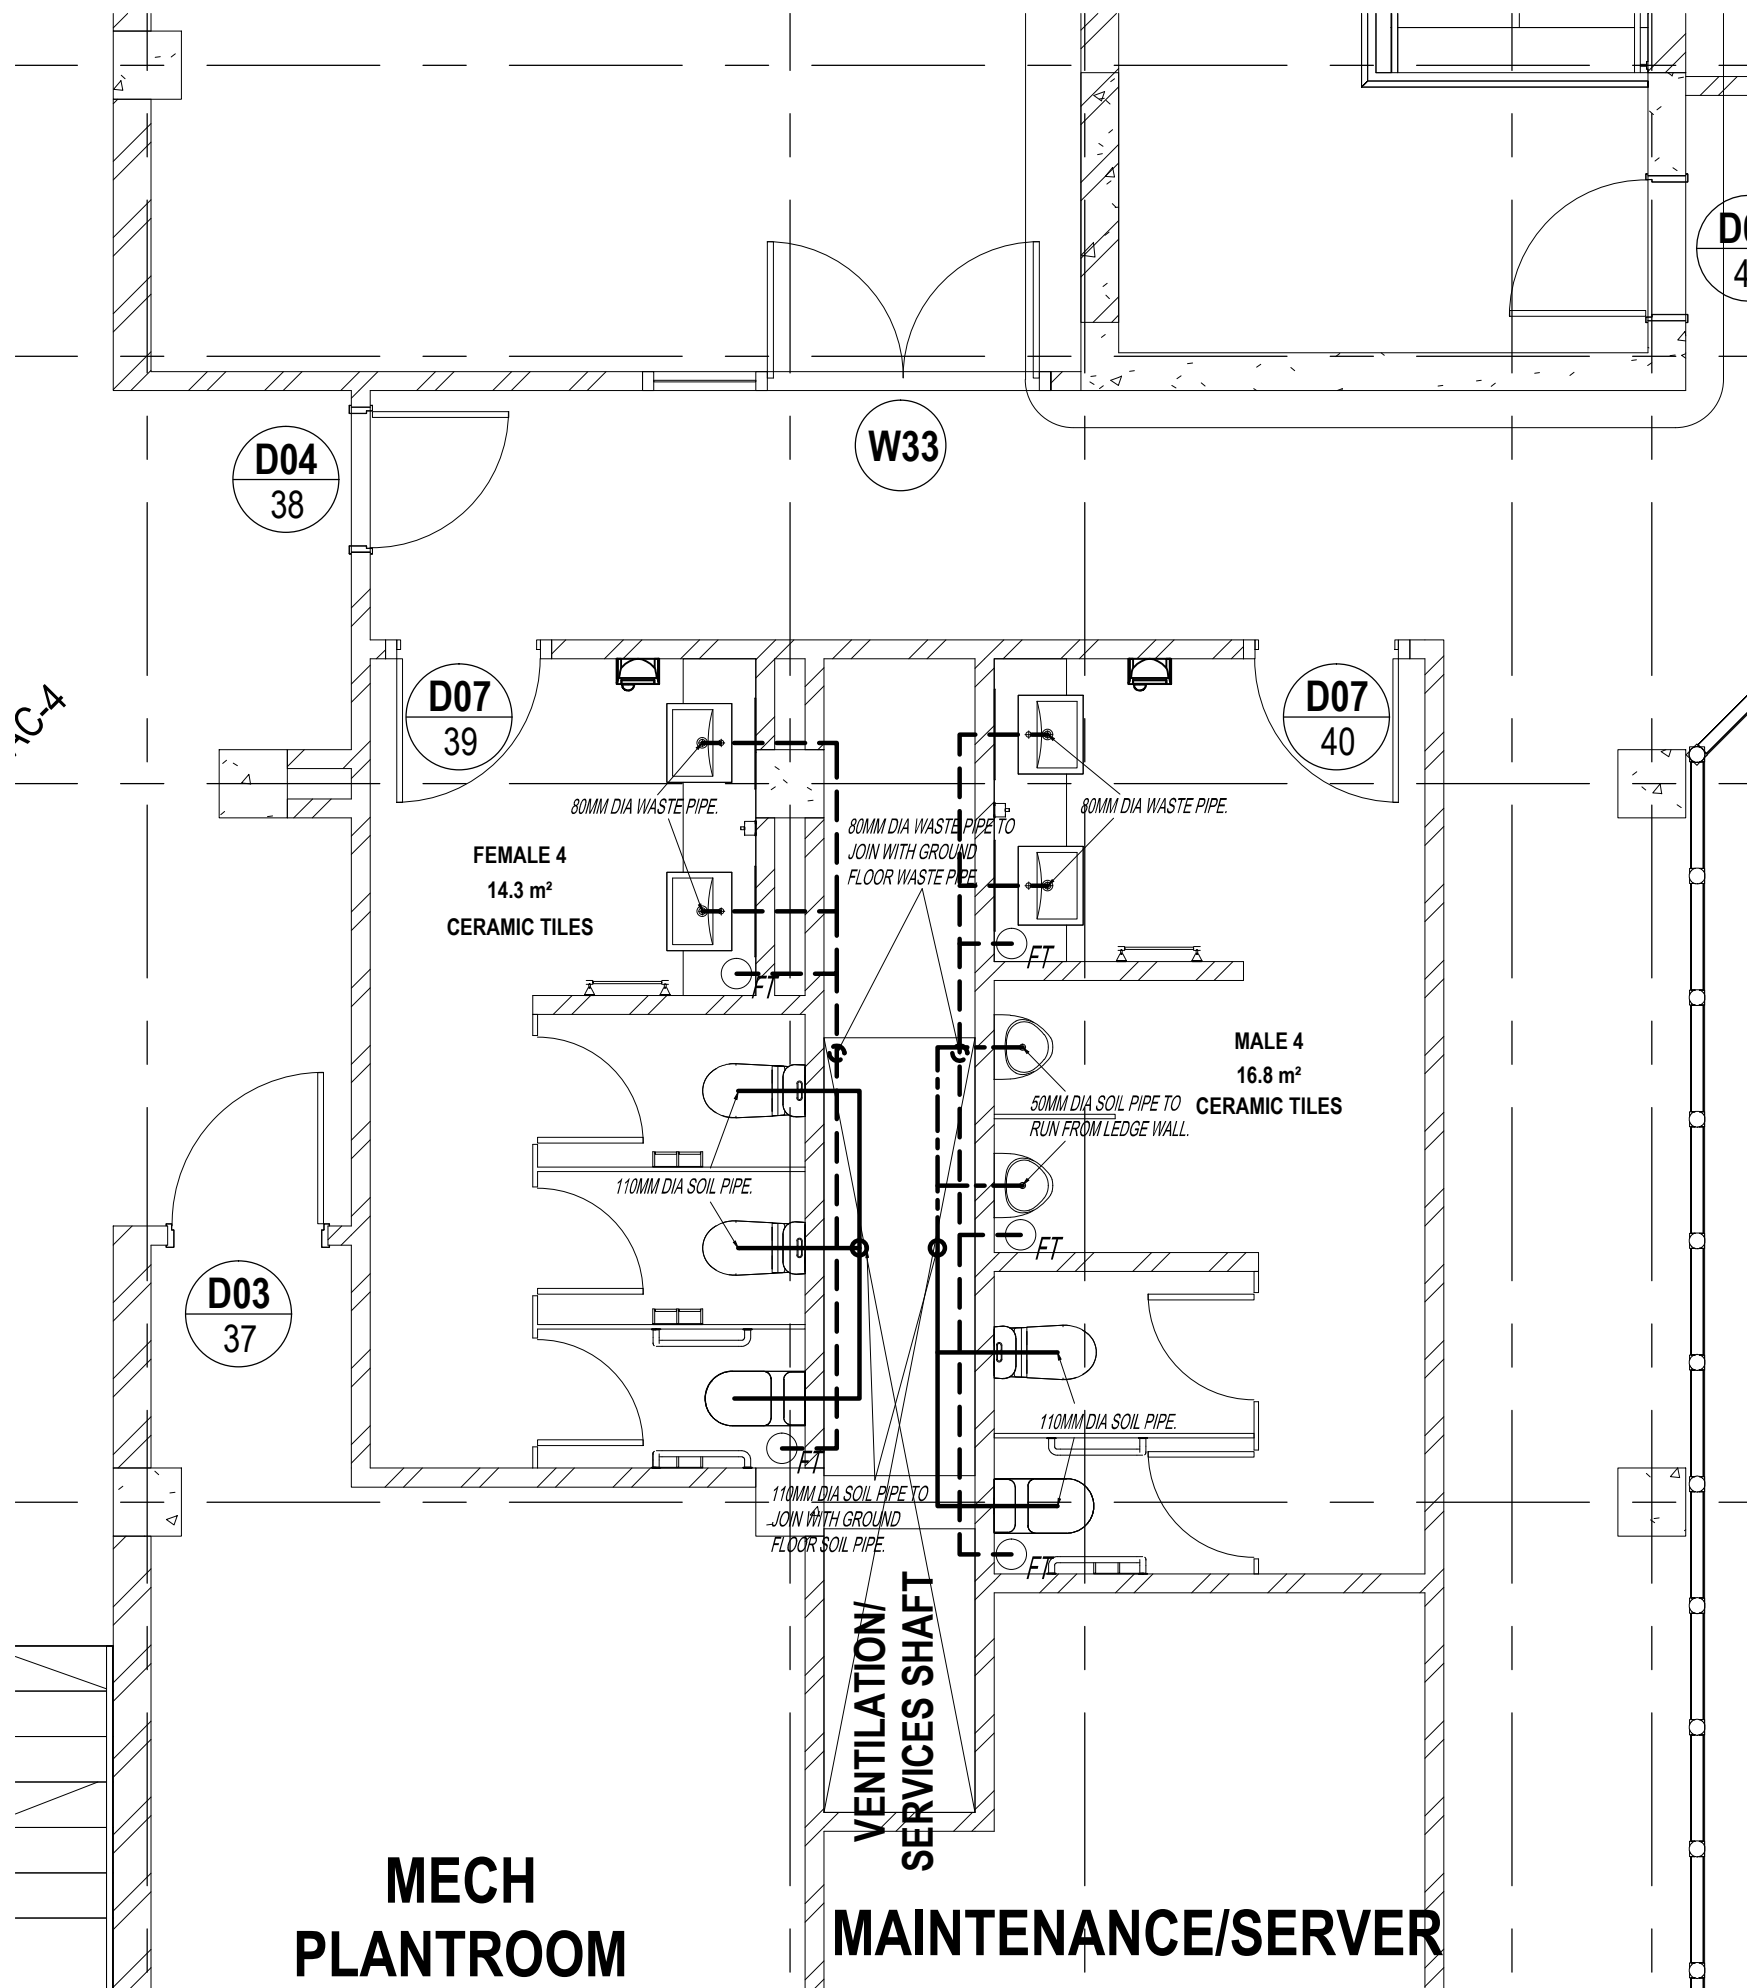 W33
D04
38
D07
39
D07
40
80MM DIA WASTE PIPE.
80MM DIA WASTE PIPE.
80MM DIA WASTE PIPE TO
JOIN WITH GROUND
FLOOR WASTE PIPE
FEMALE 4
14.3 m²
CERAMIC TILES
FT
FT
MALE 4
16.8 m²
CERAMIC TILES
50MM DIA SOIL PIPE TO
RUN FROM LEDGE WALL.
110MM DIA SOIL PIPE.
FT
D03
37
110MM DIA SOIL PIPE.
FT
110MM DIA SOIL PIPE TO
JOIN WITH GROUND
FLOOR SOIL PIPE.
FT
VENTILATION/
SERVICES SHAFT
MECH
PLANTROOM
MAINTENANCE/SERVER